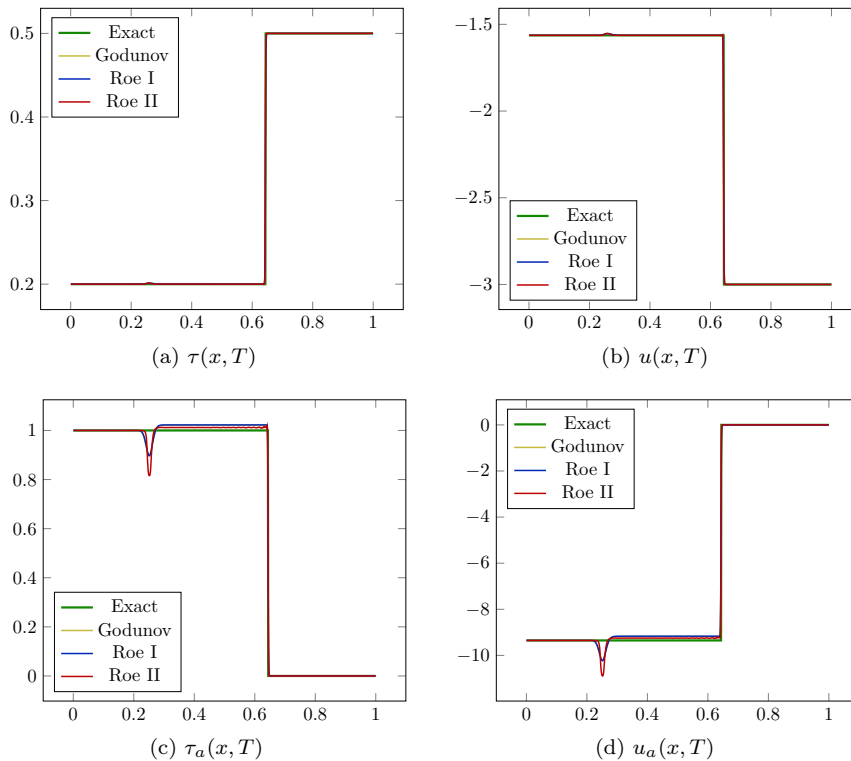 0.5
0.4
0.3
0.2
0 0.2 0.4 0.6 0.8 1
Exact
Godunov
Roe I
Roe II
(a) τ(x, T)
−1.5
−2
−2.5
−3
0 0.2 0.4 0.6 0.8 1
Exact
Godunov
Roe I
Roe II
(b) u(x, T)
1
0.8
0.6
0.4
0.2
0
0 0.2 0.4 0.6 0.8 1
Exact
Godunov
Roe I
Roe II
(c) τₐ(x, T)
0
−2
−4
−6
−8
−10
0 0.2 0.4 0.6 0.8 1
Exact
Godunov
Roe I
Roe II
(d) uₐ(x, T)